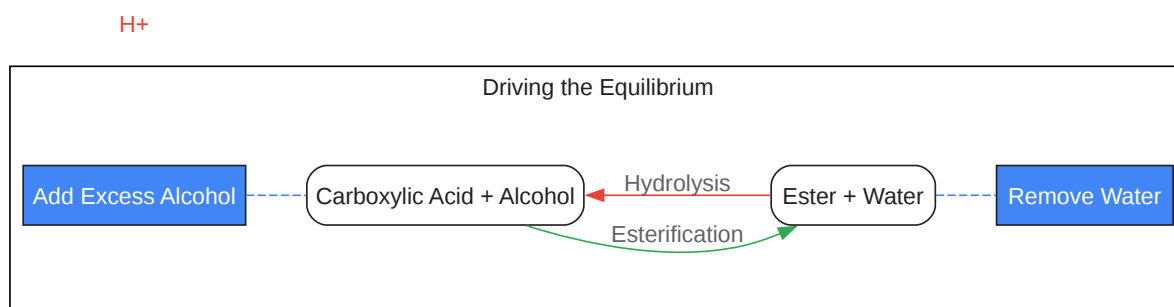 H+
Driving the Equilibrium
Add Excess Alcohol
Carboxylic Acid + Alcohol
Hydrolysis
Esterification
Ester + Water
Remove Water